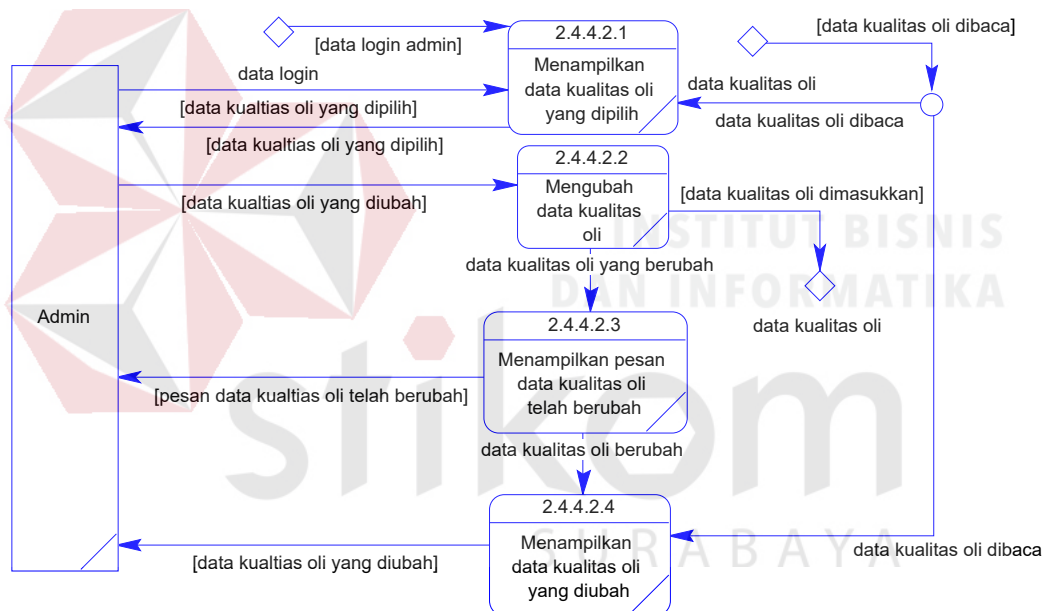 [data kualitas oli dibaca]
[data login admin]
2.4.4.2.1
Menampilkan
data kualitas oli
yang dipilih
data login
[data kualtias oli yang dipilih]
[data kualtias oli yang dipilih]
data kualitas oli
data kualitas oli dibaca
2.4.4.2.2
Mengubah
data kualitas
oli
[data kualtias oli yang diubah]
[data kualitas oli dimasukkan]
INSTITUT BISNIS
DAN INFORMATIKA
data kualitas oli yang berubah
data kualitas oli
Admin
2.4.4.2.3
Menampilkan pesan
data kualitas oli
telah berubah
[pesan data kualtias oli telah berubah]
stikom
data kualitas oli berubah
2.4.4.2.4
Menampilkan
data kualitas oli
yang diubah
SURABAYA
[data kualtias oli yang diubah]
data kualitas oli dibaca